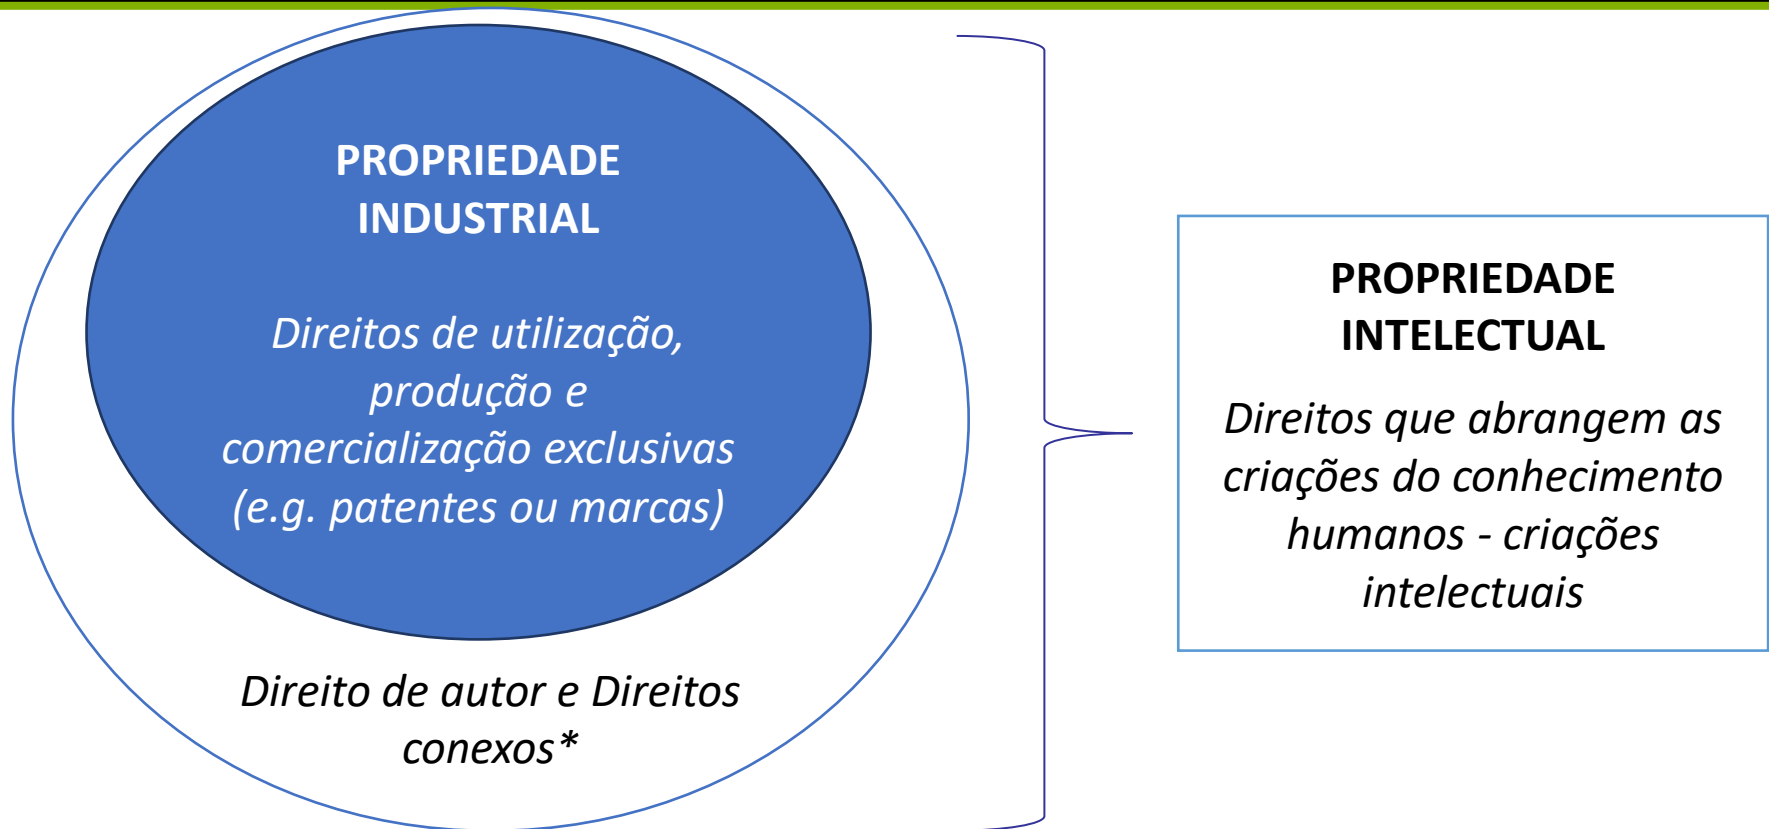 PROPRIEDADE
INDUSTRIAL
Direitos de utilização,
produção e
comercialização exclusivas
(e.g. patentes ou marcas)
Direito de autor e Direitos
conexos*
PROPRIEDADE
INTELECTUAL
Direitos que abrangem as
criações do conhecimento
humanos - criações
intelectuais